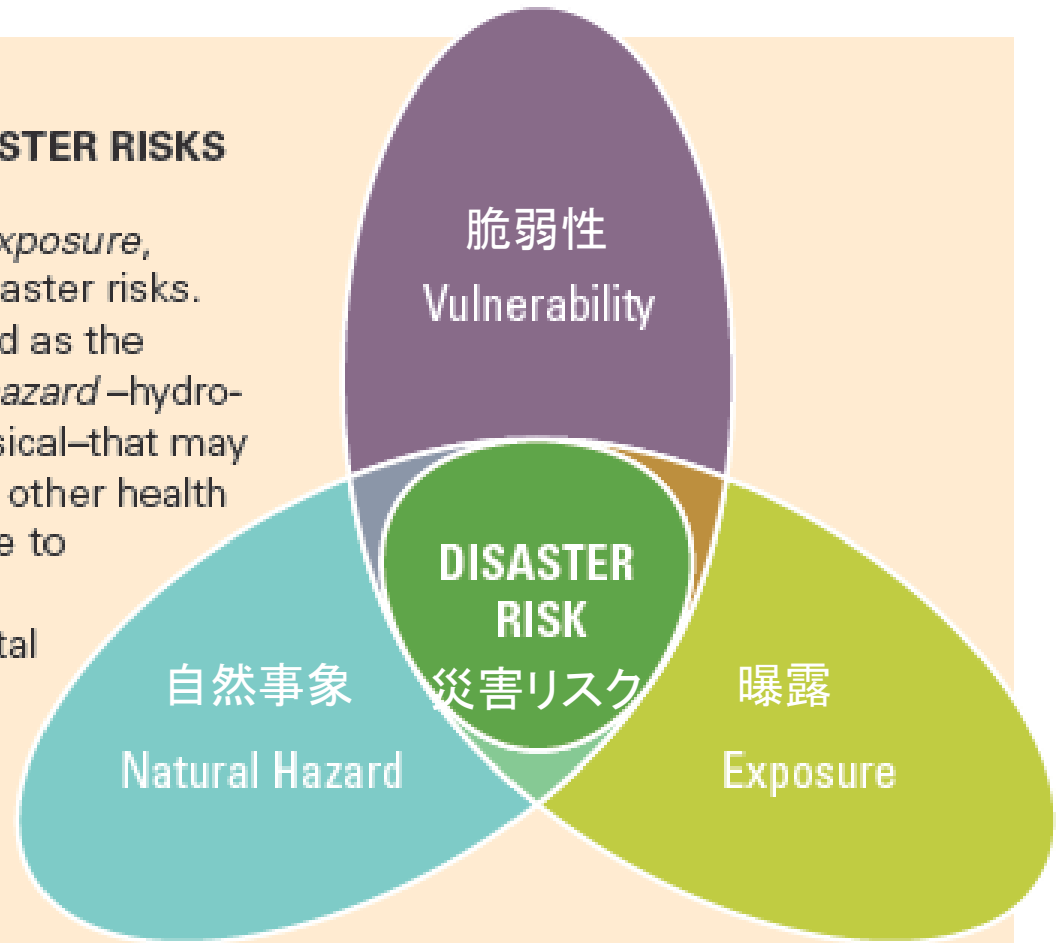 STER RISKS
xposure,
aster risks.
d as the
azard –hydro-
sical–that may
other health
e to
tal
脆弱性
Vulnerability
DISASTER
RISK
災害リスク
自然事象
Natural Hazard
曝露
Exposure